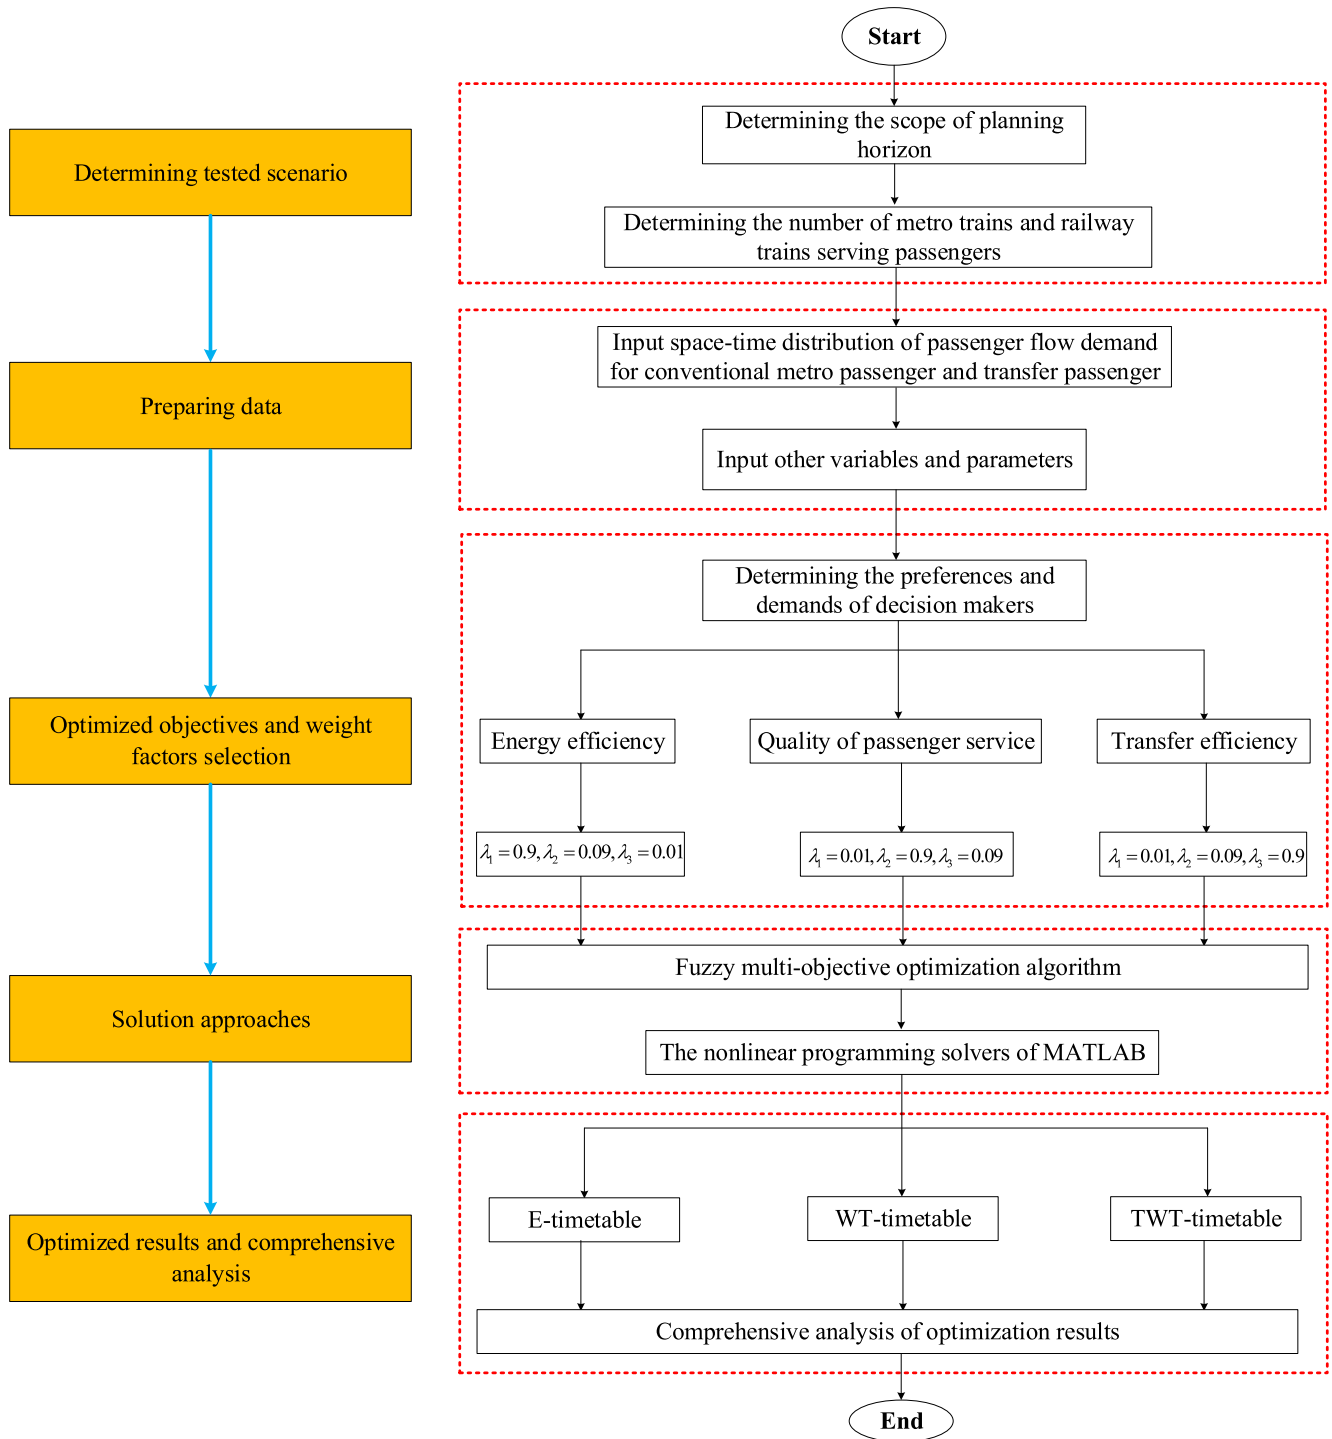 Start
Determining the scope of planning
horizon
Determining tested scenario
Determining the number of metro trains and railway
trains serving passengers
Input space-time distribution of passenger flow demand
for conventional metro passenger and transfer passenger
Preparing data
Input other variables and parameters
Determining the preferences and
demands of decision makers
Optimized objectives and weight
factors selection
Energy efficiency
Quality of passenger service
Transfer efficiency
λ₁ = 0.9, λ₂ = 0.09, λ₃ = 0.01
λ₁ = 0.01, λ₂ = 0.9, λ₃ = 0.09
λ₁ = 0.01, λ₂ = 0.09, λ₃ = 0.9
Fuzzy multi-objective optimization algorithm
Solution approaches
The nonlinear programming solvers of MATLAB
E-timetable
WT-timetable
TWT-timetable
Optimized results and comprehensive
analysis
Comprehensive analysis of optimization results
End